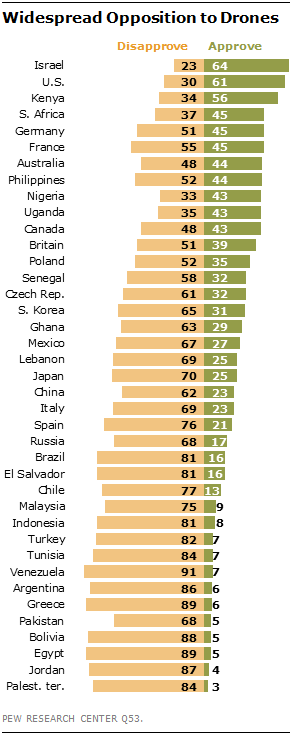 Widespread Opposition to Drones
Disapprove Approve
Israel 23 64
U.S. 30 61
Kenya 34 56
S. Africa 37 45
Germany 51 45
France 55 45
Australia 48 44
Philippines 52 44
Nigeria 33 43
Uganda 35 43
Canada 48 43
Britain 51 39
Poland 52 35
Senegal 58 32
Czech Rep. 61 32
S. Korea 65 31
Ghana 63 29
Mexico 67 27
Lebanon 69 25
Japan 70 25
China 62 23
Italy 69 23
Spain 76 21
Russia 68 17
Brazil 81 16
El Salvador 81 16
Chile 77 13
Malaysia 75 9
Indonesia 81 8
Turkey 82 7
Tunisia 84 7
Venezuela 91 7
Argentina 86 6
Greece 89 6
Pakistan 68 5
Bolivia 88 5
Egypt 89 5
Jordan 87 4
Palest. ter. 84 3
PEW RESEARCH CENTER Q53.